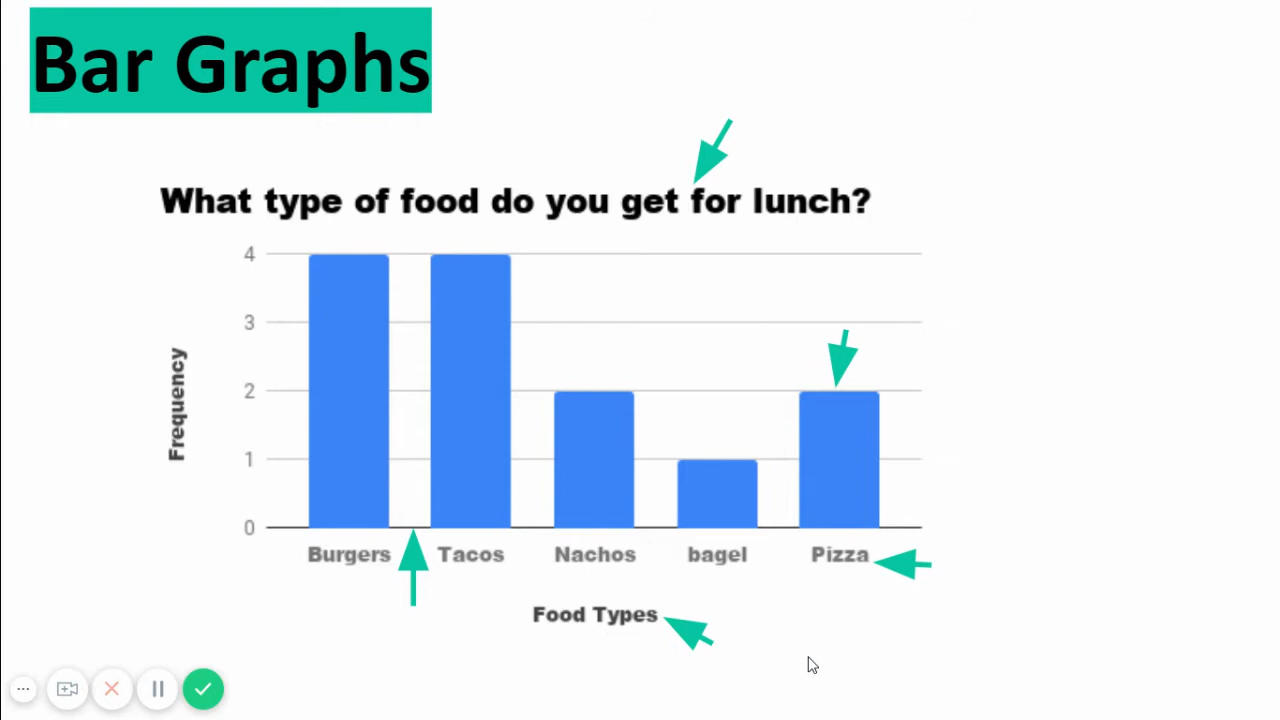 Bar Graphs
What type of food do you get for lunch?
4
3
2
1
0
Frequency
Burgers Tacos Nachos bagel Pizza
Food Types